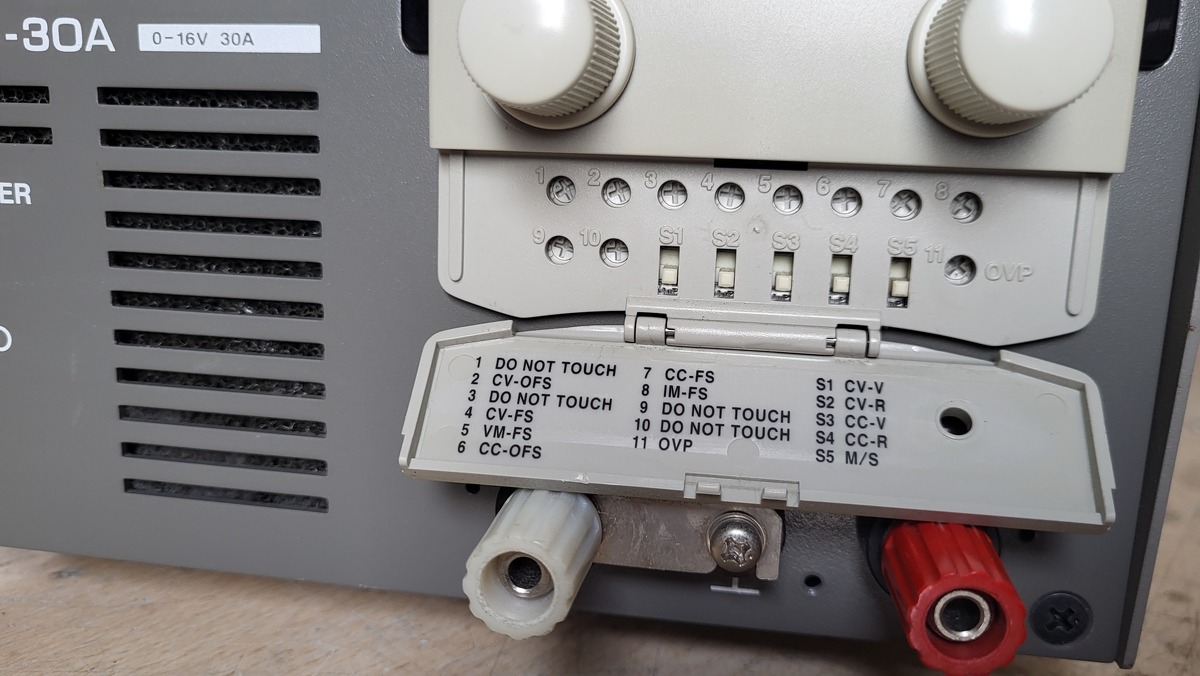 -30A
0-16V 30A
ER
1 2 3 4 5 6 7 8
9 10 S1 S2 S3 S4 S5 11 OVP
1 DO NOT TOUCH
2 CV-OFS
3 DO NOT TOUCH
4 CV-FS
5 VM-FS
6 CC-OFS
7 CC-FS
8 IM-FS
9 DO NOT TOUCH
10 DO NOT TOUCH
11 OVP
S1 CV-V
S2 CV-R
S3 CC-V
S4 CC-R
S5 M/S